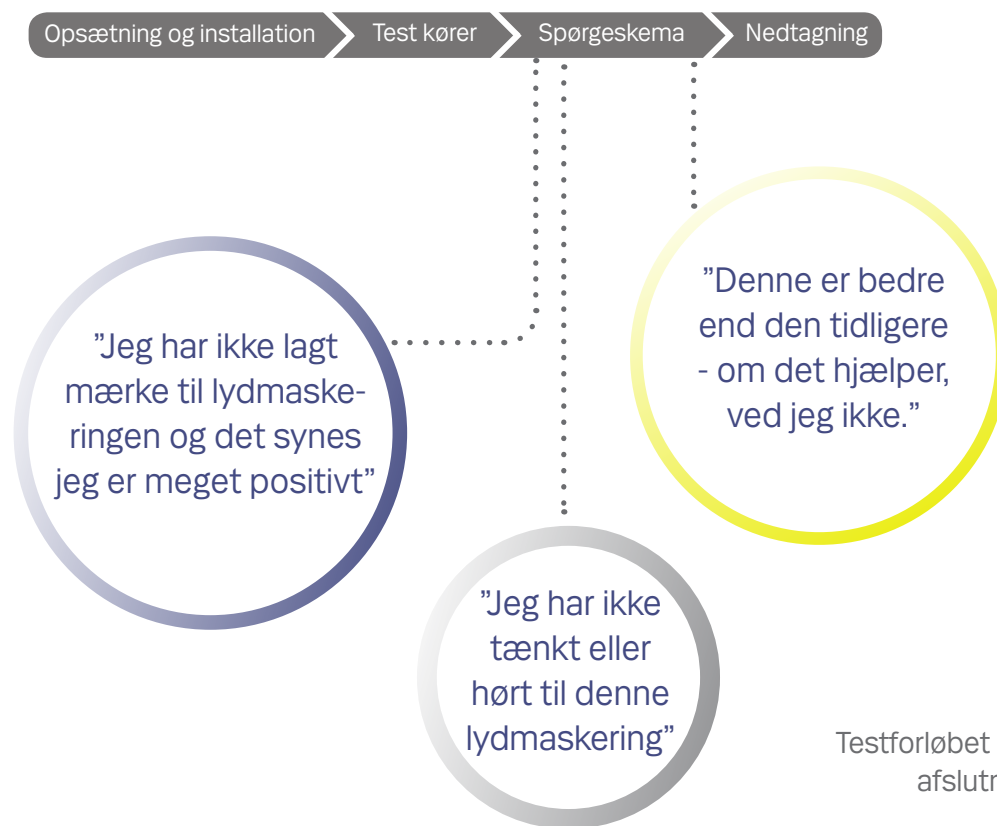 Opsætning og installation
Test kører
Spørgeskema
Nedtagning
”Jeg har ikke lagt
mærke til lydmaske-
ringen og det synes
jeg er meget positivt”
”Denne er bedre
end den tidligere
- om det hjælper,
ved jeg ikke.”
”Jeg har ikke
tænkt eller
hørt til denne
lydmaskering”
Testforløbet